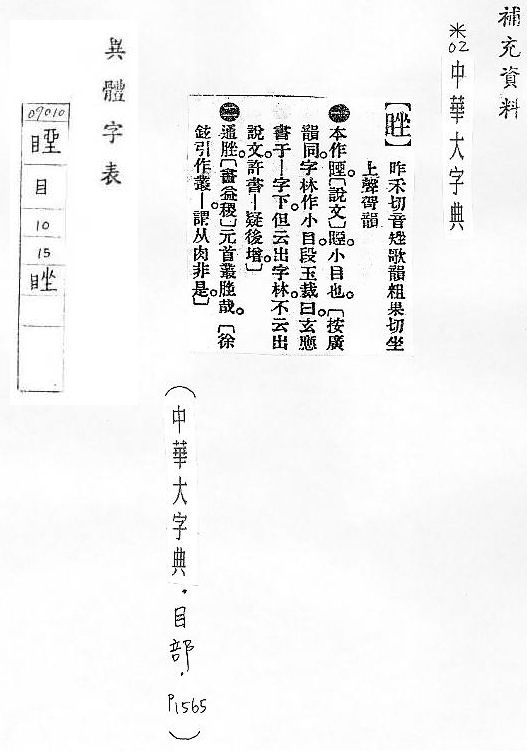 補充資料
※02 中華大字典
【睉】 昨禾切音矬歌韻粗果切坐
上聲哿韻
㊀本作䁟〔說文〕䁟小目也〔按廣
韻同字林作小目段玉裁曰玄應
書于一字下但云出字林不云出
說文許書一疑後增〕
㊁通脞〔書益稷〕元首叢脞哉〔徐
鉉引作叢一謂从肉非是〕
(中華大字典·目部·P1565)
異體字表
09010
目
10
15
睉